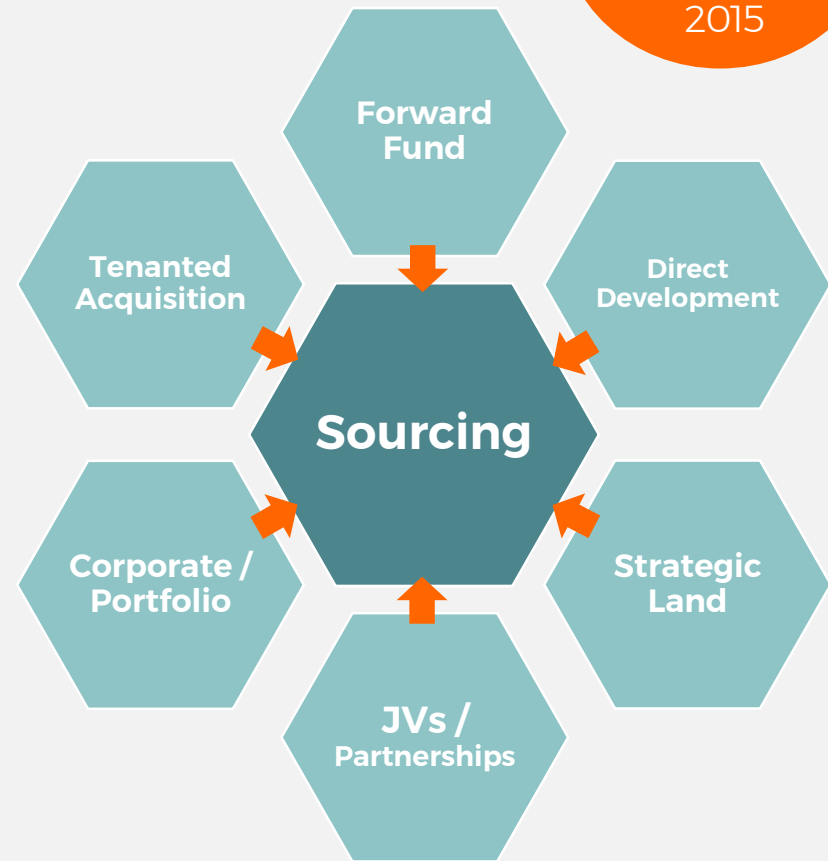 2015
Forward
Fund
Tenanted
Acquisition
Direct
Development
Sourcing
Corporate /
Portfolio
Strategic
Land
JVs /
Partnerships